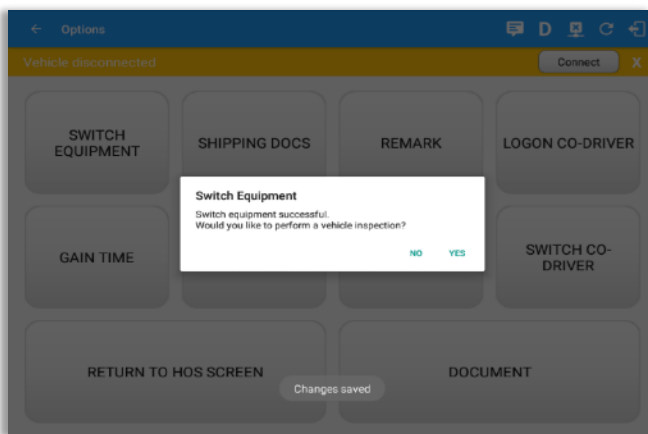 Options
D
Vehicle disconnected
Connect
X
SWITCH
EQUIPMENT
SHIPPING DOCS
REMARK
LOGON CO-DRIVER
Switch Equipment
Switch equipment successful.
Would you like to perform a vehicle inspection?
NO
YES
GAIN TIME
SWITCH CO-
DRIVER
RETURN TO HOS SCREEN
DOCUMENT
Changes saved